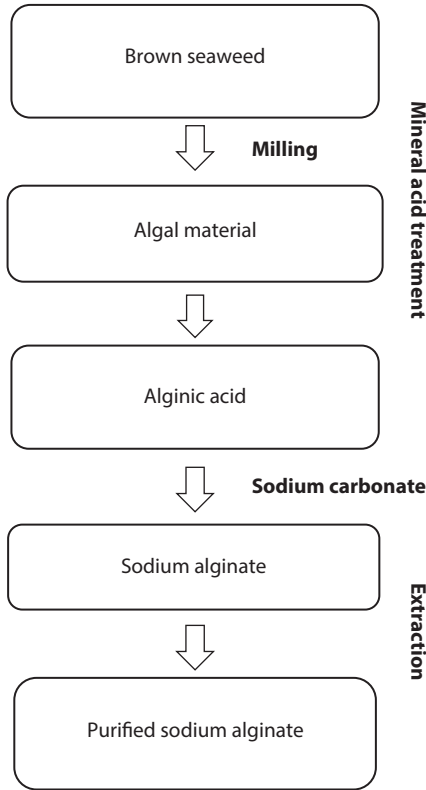 Brown seaweed
Milling
Mineral acid treatment
Algal material
Alginic acid
Sodium carbonate
Sodium alginate
Extraction
Purified sodium alginate